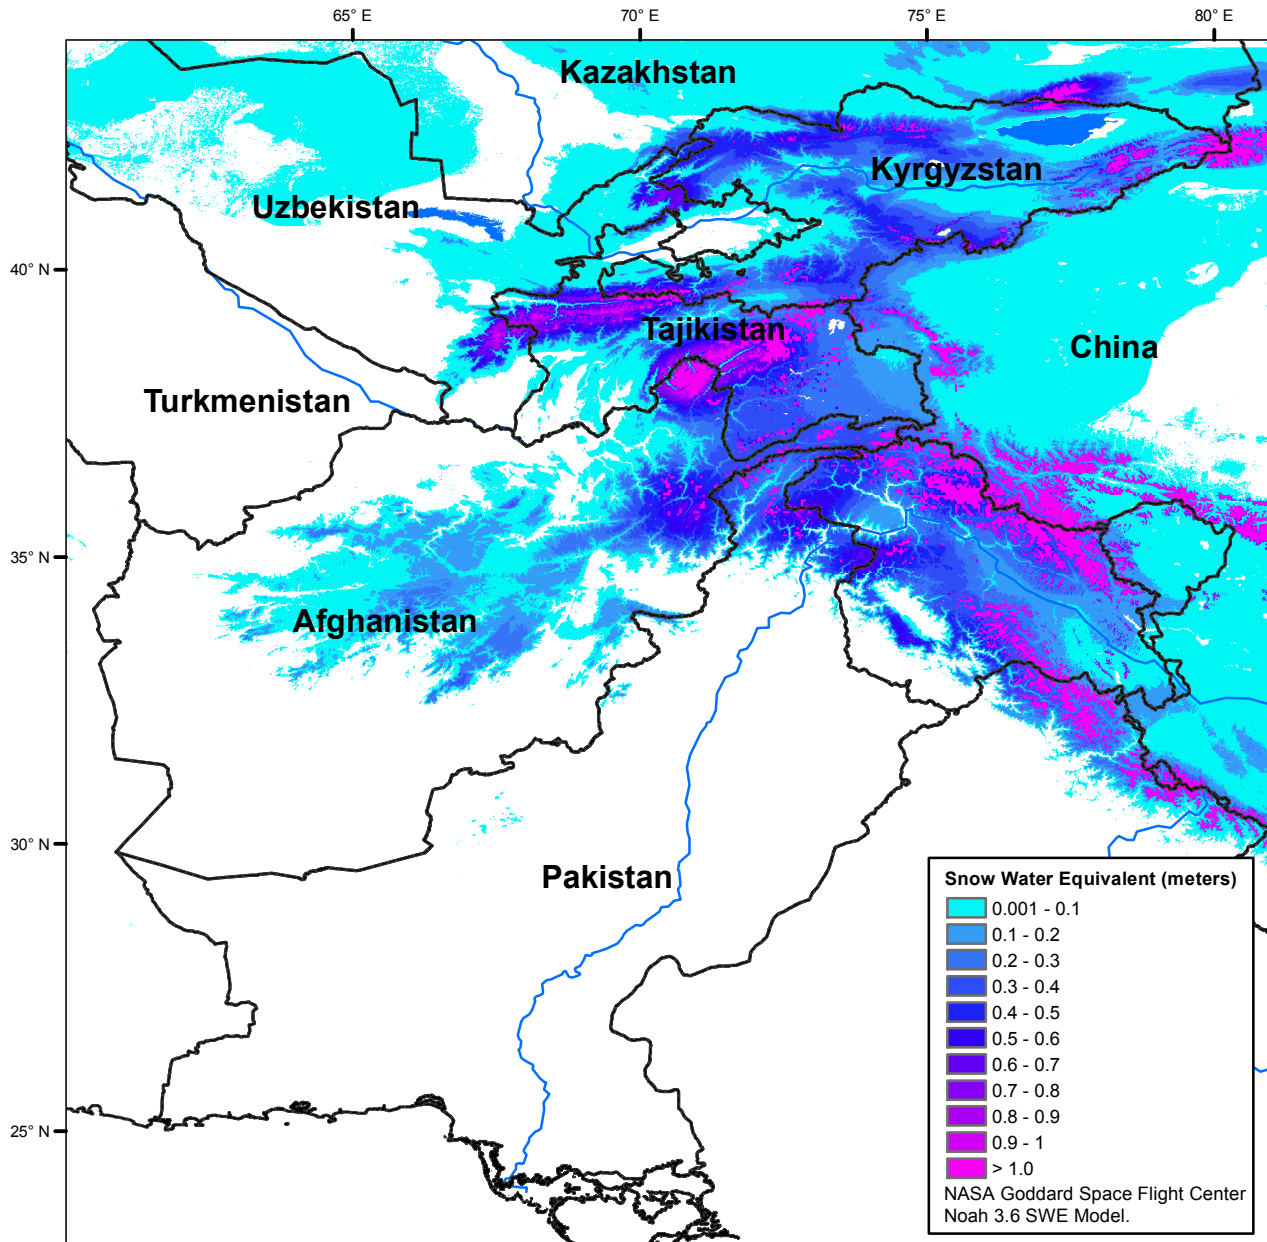 65° E
70° E
75° E
80° E
Kazakhstan
Kyrgyzstan
Uzbekistan
40° N
Tajikistan
China
Turkmenistan
35° N
Afghanistan
30° N
Pakistan
25° N
Snow Water Equivalent (meters)
0.001 - 0.1
0.1 - 0.2
0.2 - 0.3
0.3 - 0.4
0.4 - 0.5
0.5 - 0.6
0.6 - 0.7
0.7 - 0.8
0.8 - 0.9
0.9 - 1
> 1.0
NASA Goddard Space Flight Center
Noah 3.6 SWE Model.